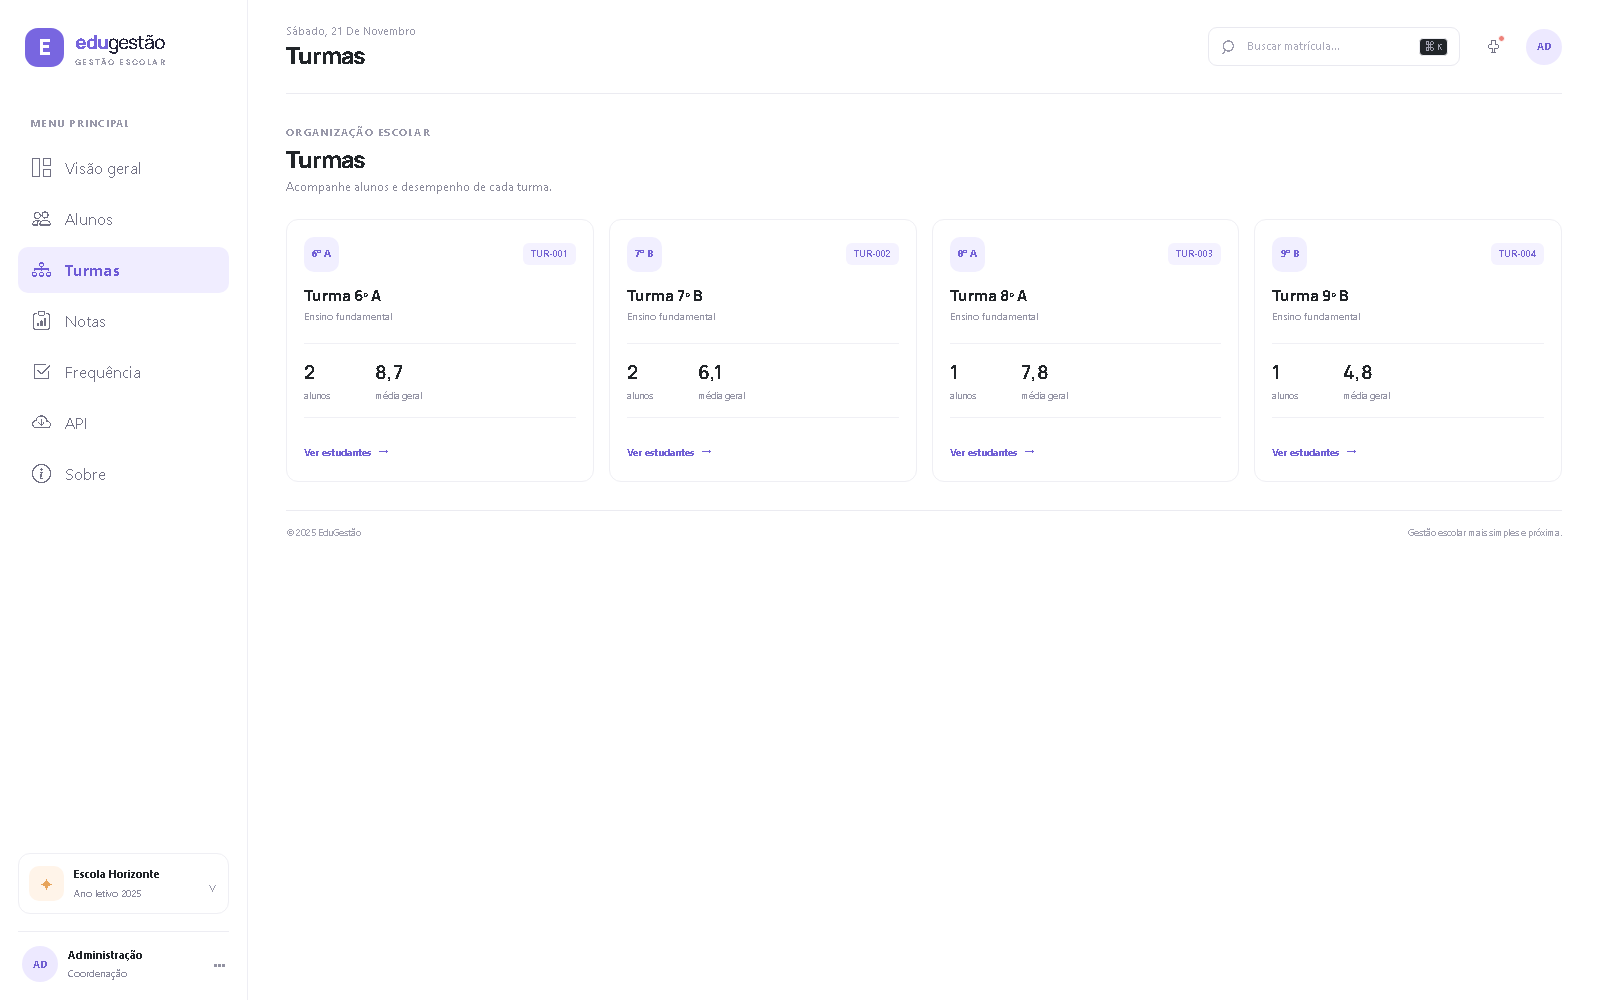 E
edugestão
GESTÃO ESCOLAR
MENU PRINCIPAL
Visão geral
Alunos
Turmas
Notas
Frequência
API
Sobre
Escola Horizonte
Ano letivo 2025
AD
Administração
Coordenação
Sábado, 21 De Novembro
Turmas
Buscar matrícula...
⌘ K
AD
ORGANIZAÇÃO ESCOLAR
Turmas
Acompanhe alunos e desempenho de cada turma.
6º A
TUR-001
Turma 6º A
Ensino fundamental
2 8,7
alunos média geral
Ver estudantes →
7º B
TUR-002
Turma 7º B
Ensino fundamental
2 6,1
alunos média geral
Ver estudantes →
8º A
TUR-003
Turma 8º A
Ensino fundamental
1 7,8
alunos média geral
Ver estudantes →
9º B
TUR-004
Turma 9º B
Ensino fundamental
1 4,8
alunos média geral
Ver estudantes →
© 2025 EduGestão
Gestão escolar mais simples e próxima.